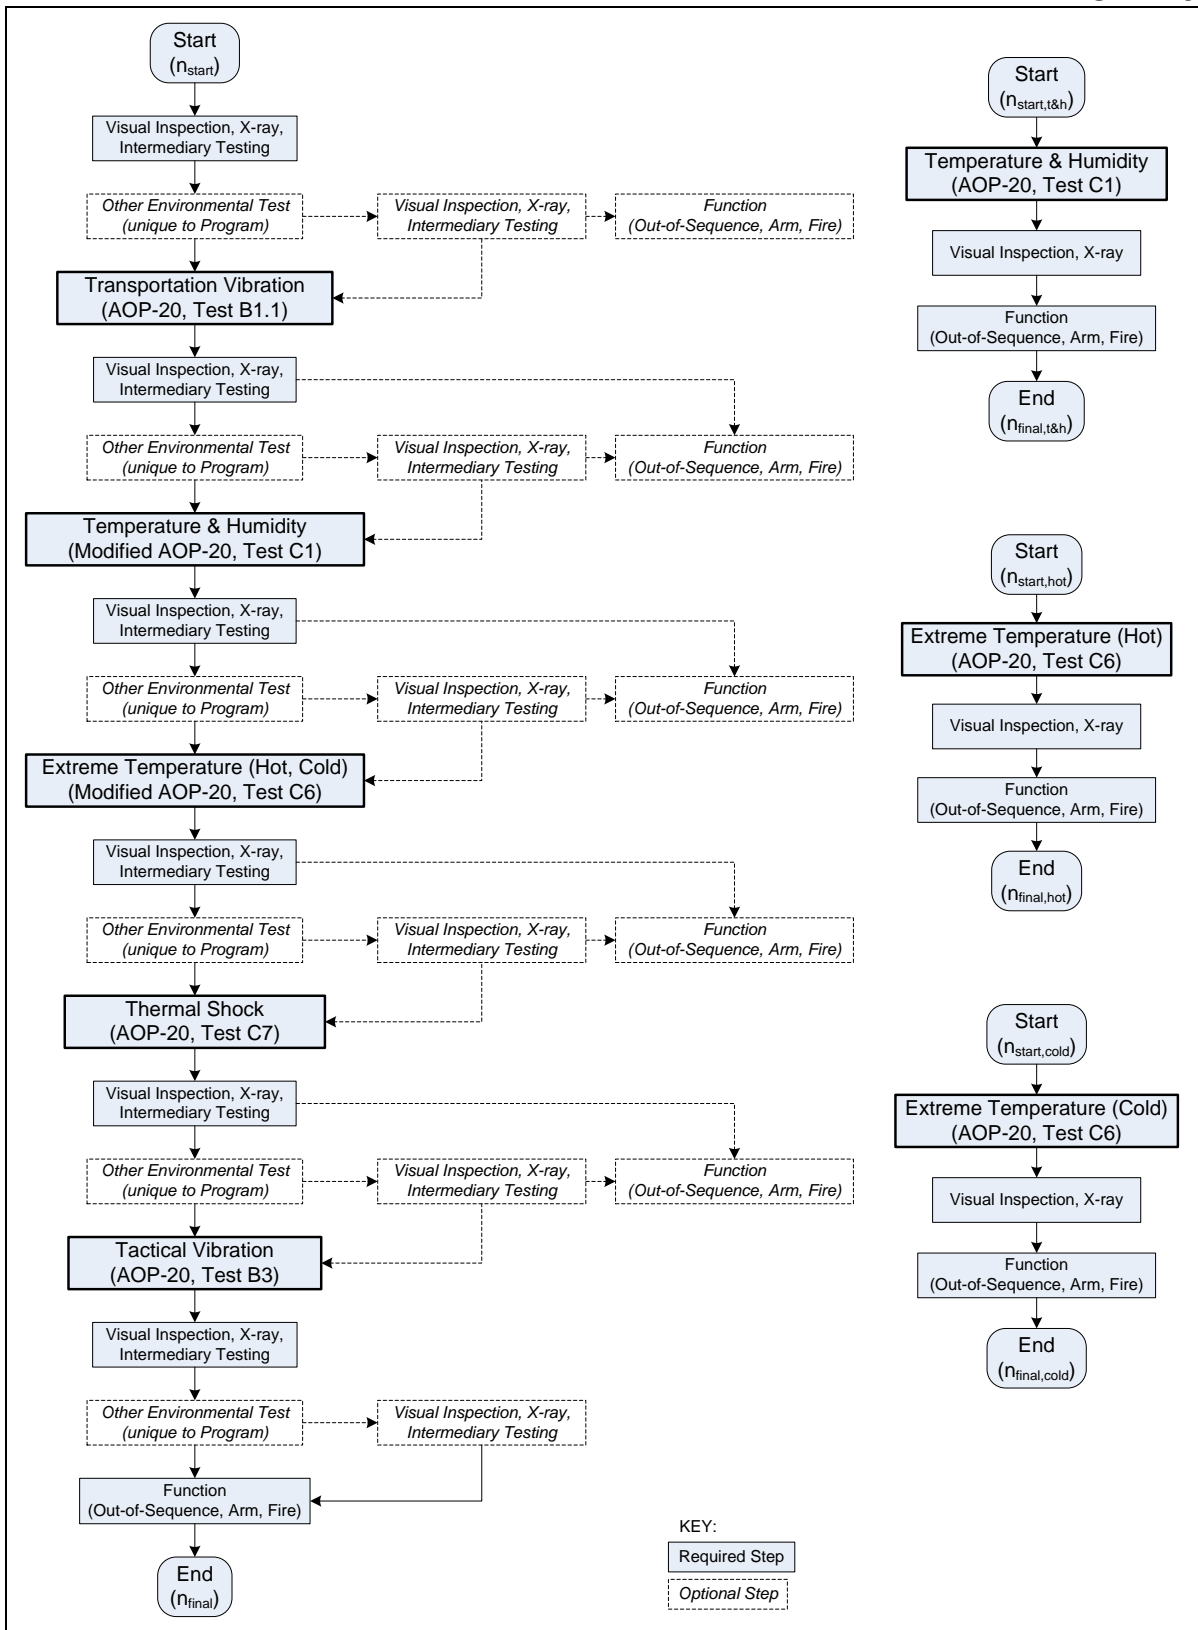 Start
(n_start)
Visual Inspection, X-ray,
Intermediary Testing
Other Environmental Test
(unique to Program)
Visual Inspection, X-ray,
Intermediary Testing
Function
(Out-of-Sequence, Arm, Fire)
Transportation Vibration
(AOP-20, Test B1.1)
Visual Inspection, X-ray,
Intermediary Testing
Other Environmental Test
(unique to Program)
Visual Inspection, X-ray,
Intermediary Testing
Function
(Out-of-Sequence, Arm, Fire)
Temperature & Humidity
(Modified AOP-20, Test C1)
Visual Inspection, X-ray,
Intermediary Testing
Other Environmental Test
(unique to Program)
Visual Inspection, X-ray,
Intermediary Testing
Function
(Out-of-Sequence, Arm, Fire)
Extreme Temperature (Hot, Cold)
(Modified AOP-20, Test C6)
Visual Inspection, X-ray,
Intermediary Testing
Other Environmental Test
(unique to Program)
Visual Inspection, X-ray,
Intermediary Testing
Function
(Out-of-Sequence, Arm, Fire)
Thermal Shock
(AOP-20, Test C7)
Visual Inspection, X-ray,
Intermediary Testing
Other Environmental Test
(unique to Program)
Visual Inspection, X-ray,
Intermediary Testing
Function
(Out-of-Sequence, Arm, Fire)
Tactical Vibration
(AOP-20, Test B3)
Visual Inspection, X-ray,
Intermediary Testing
Other Environmental Test
(unique to Program)
Visual Inspection, X-ray,
Intermediary Testing
Function
(Out-of-Sequence, Arm, Fire)
End
(n_final)
Start
(n_start,t&h)
Temperature & Humidity
(AOP-20, Test C1)
Visual Inspection, X-ray
Function
(Out-of-Sequence, Arm, Fire)
End
(n_final,t&h)
Start
(n_start,hot)
Extreme Temperature (Hot)
(AOP-20, Test C6)
Visual Inspection, X-ray
Function
(Out-of-Sequence, Arm, Fire)
End
(n_final,hot)
Start
(n_start,cold)
Extreme Temperature (Cold)
(AOP-20, Test C6)
Visual Inspection, X-ray
Function
(Out-of-Sequence, Arm, Fire)
End
(n_final,cold)
KEY:
Required Step
Optional Step